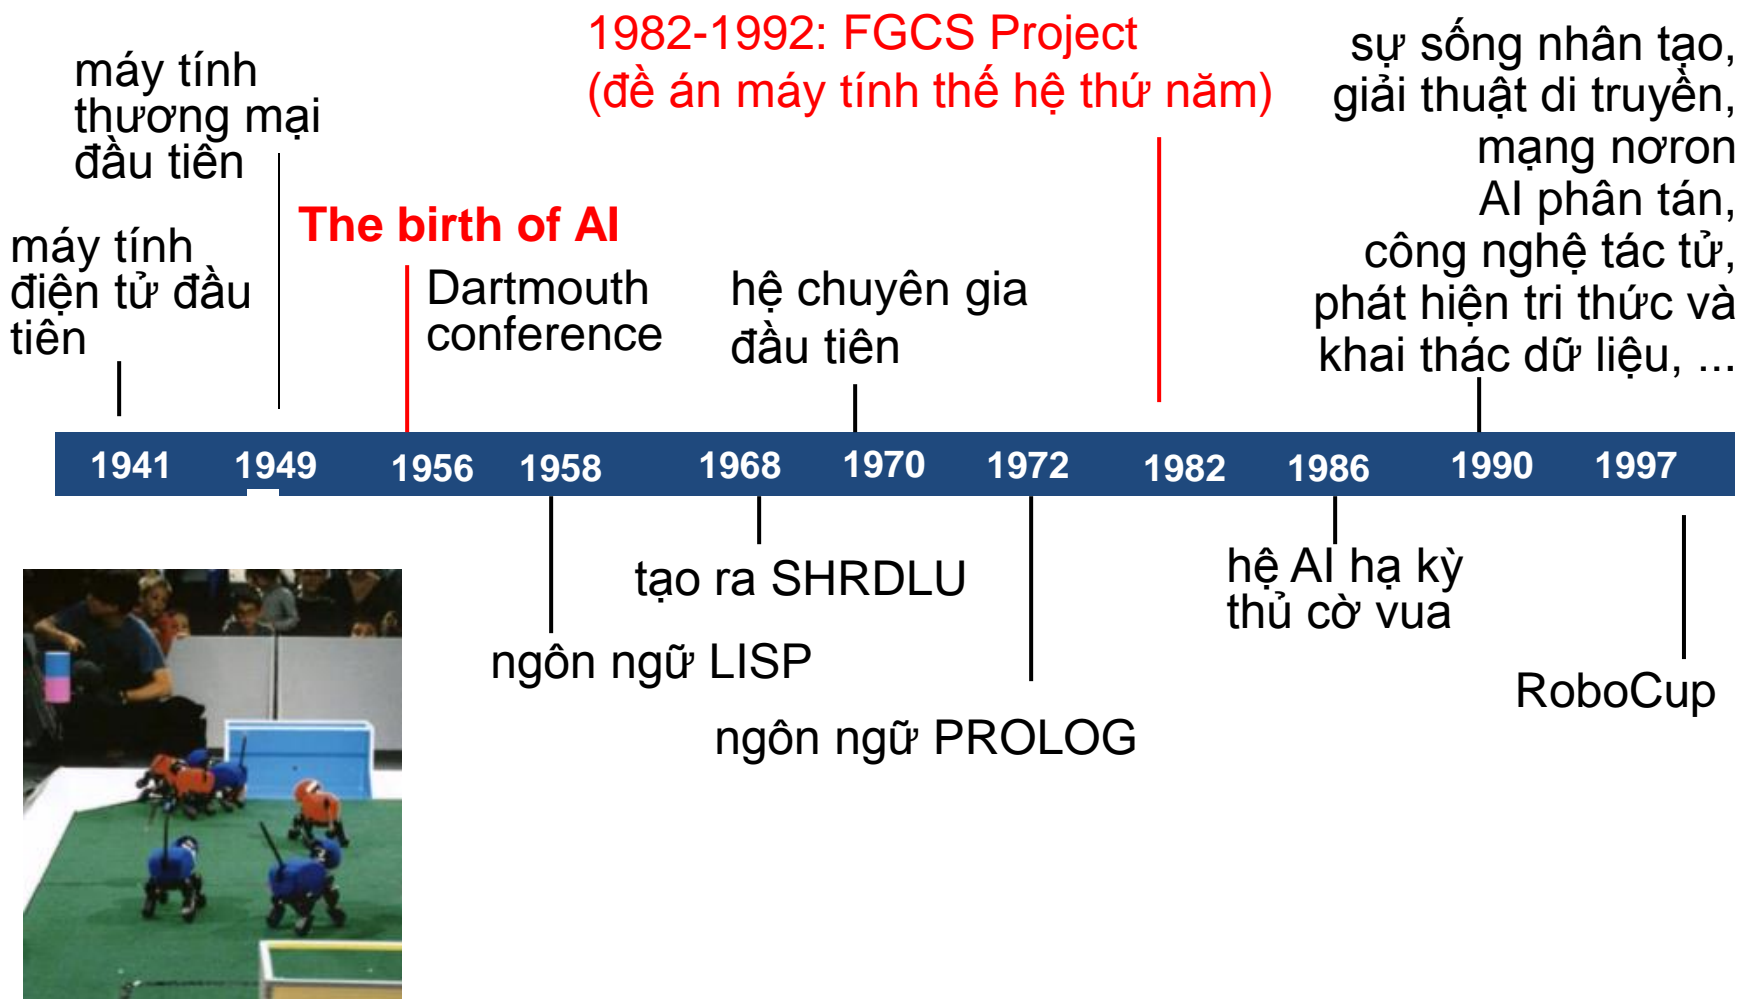 1982-1992: FGCS Project
(đề án máy tính thế hệ thứ năm)
máy tính
thương mại
đầu tiên
sự sống nhân tạo,
giải thuật di truyền,
mạng nơron
AI phân tán,
công nghệ tác tử,
phát hiện tri thức và
khai thác dữ liệu, ...
The birth of AI
máy tính
điện tử đầu
tiên
Dartmouth
conference
hệ chuyên gia
đầu tiên
1941 1949 1956 1958 1968 1970 1972 1982 1986 1990 1997
tạo ra SHRDLU
hệ AI hạ kỳ
thủ cờ vua
ngôn ngữ LISP
RoboCup
ngôn ngữ PROLOG